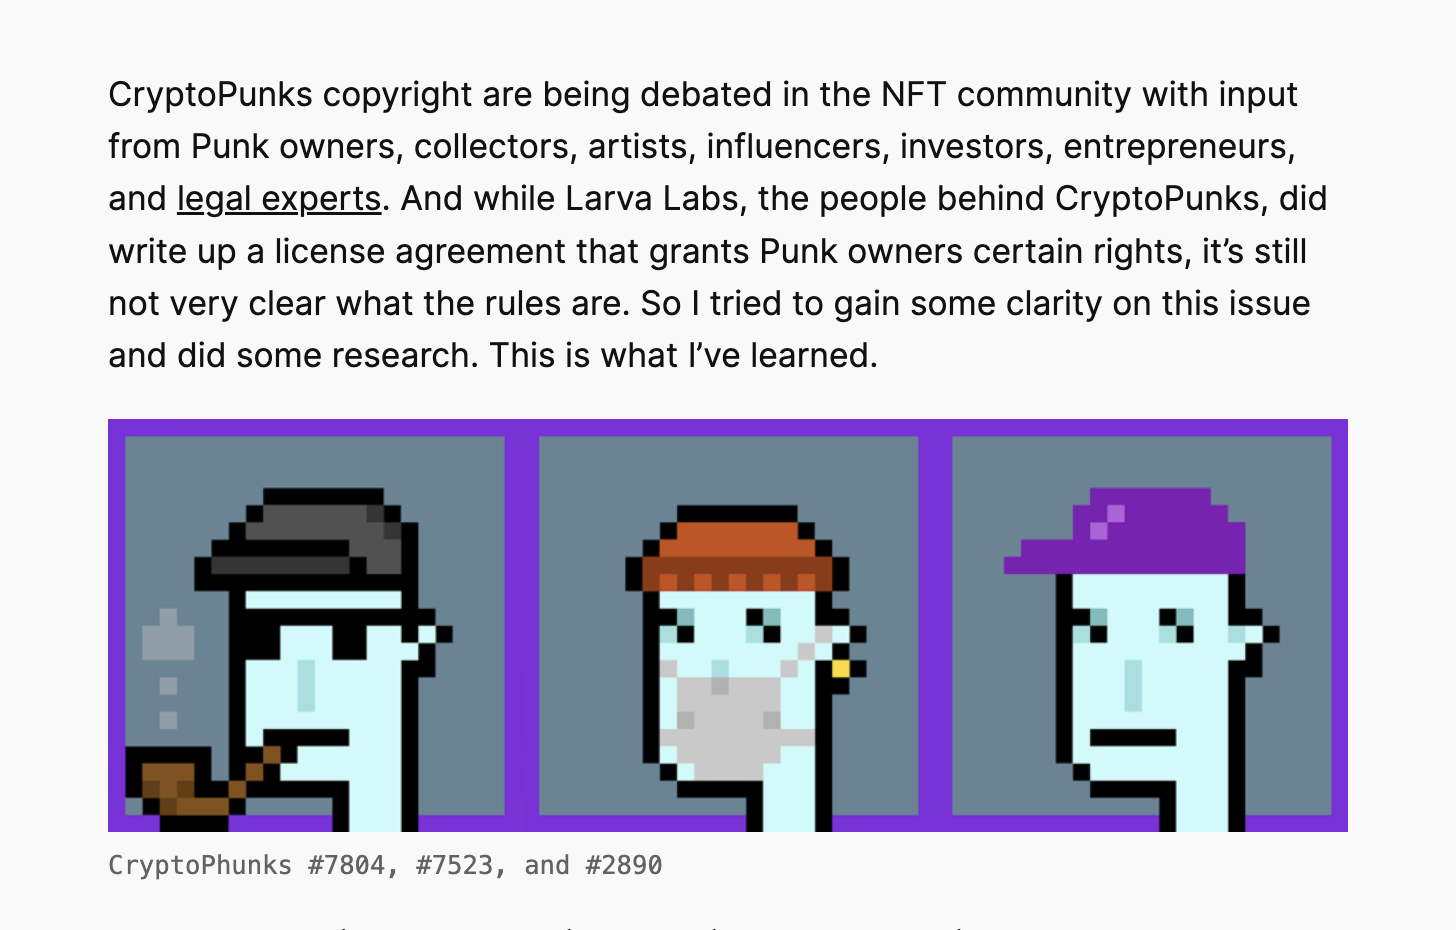 CryptoPunks copyright are being debated in the NFT community with input
from Punk owners, collectors, artists, influencers, investors, entrepreneurs,
and legal experts. And while Larva Labs, the people behind CryptoPunks, did
write up a license agreement that grants Punk owners certain rights, it’s still
not very clear what the rules are. So I tried to gain some clarity on this issue
and did some research. This is what I’ve learned.
CryptoPhunks #7804, #7523, and #2890